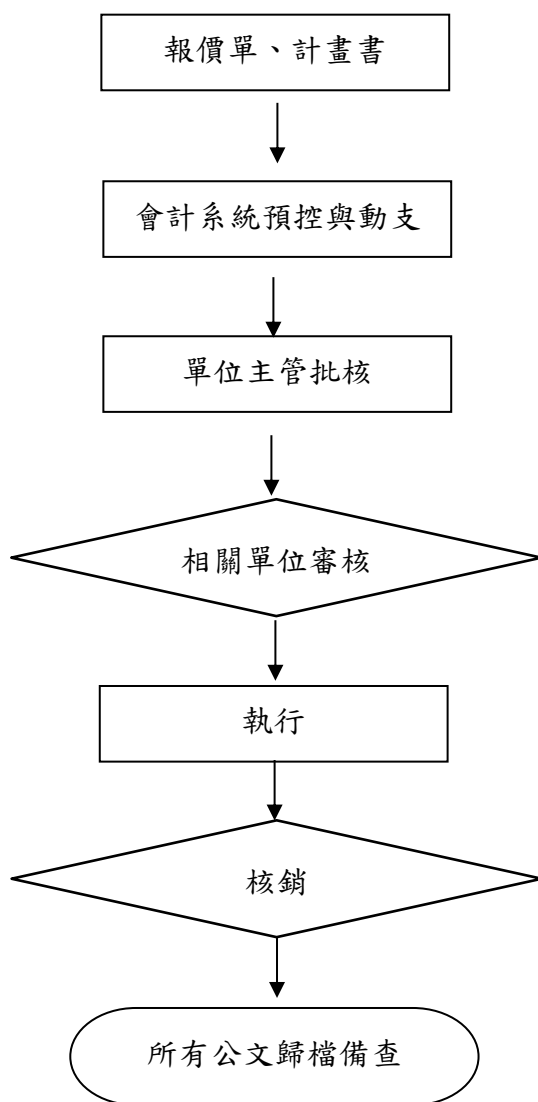 報價單、計畫書
會計系統預控與動支
單位主管批核
相關單位審核
執行
核銷
所有公文歸檔備查